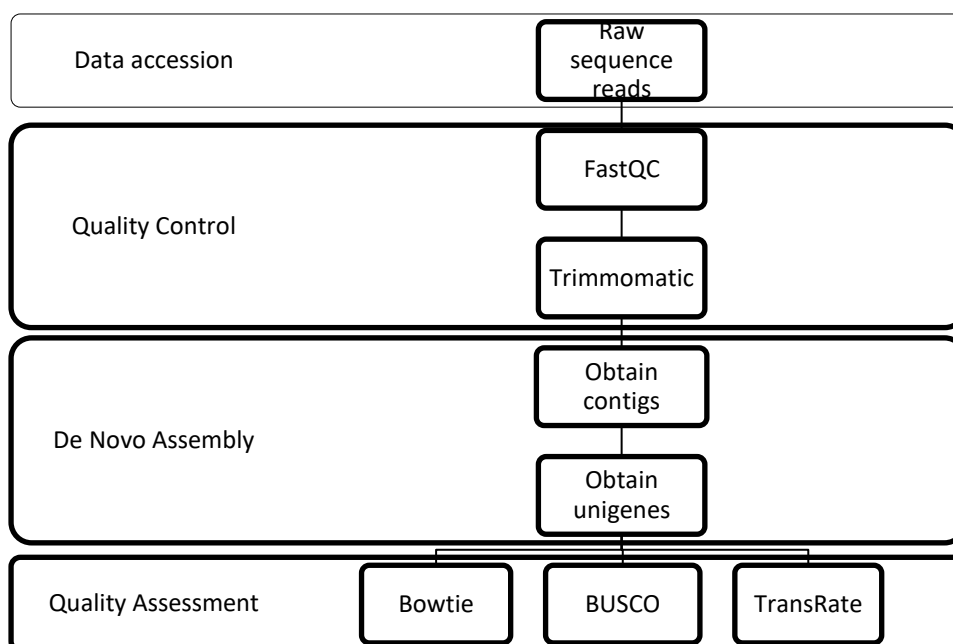 Data accession
Raw
sequence
reads
FastQC
Quality Control
Trimmomatic
Obtain
contigs
De Novo Assembly
Obtain
unigenes
Quality Assessment
Bowtie
BUSCO
TransRate